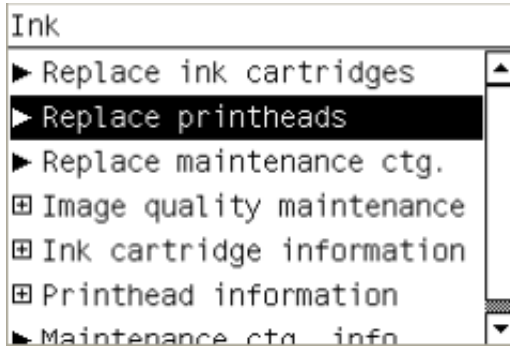 Ink
Replace ink cartridges
Replace printheads
Replace maintenance ctg.
Image quality maintenance
Ink cartridge information
Printhead information
Maintenance ctg. info